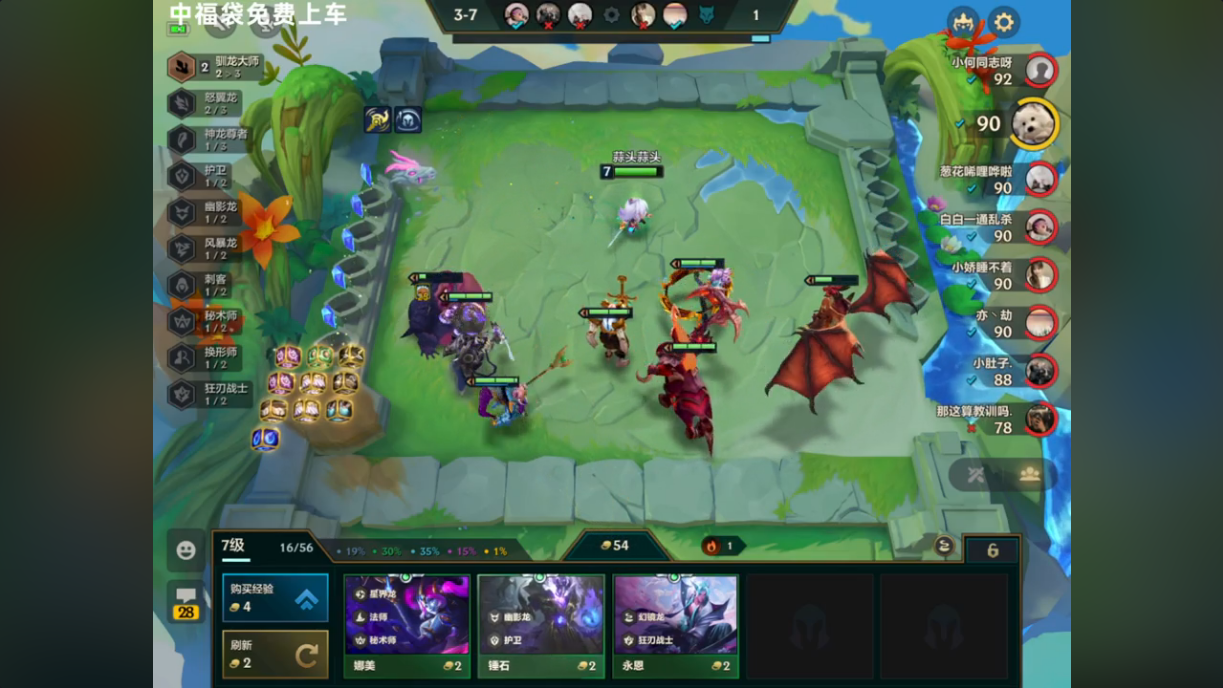 中福袋免费上车
3-7
1
2 驯龙大师
2 > 3
怒翼龙
2/3
神龙尊者
1/3
护卫
1/2
幽影龙
1/2
风暴龙
1/2
刺客
1/2
秘术师
1/2
换形师
1/2
狂刃战士
1/2
蒜头蒜头
7
小何同志呀
92
90
葱花唏哩哗啦
90
白白一通乱杀
90
小娇睡不着
90
亦丶劫
90
小肚子.
88
那这算教训吗.
78
7级
16/56
19% 30% 35% 15% 1%
54
1
6
购买经验
4
刷新
2
28
星界龙
法师
秘术师
娜美 2
幽影龙
护卫
锤石 2
幻镜龙
狂刃战士
永恩 2